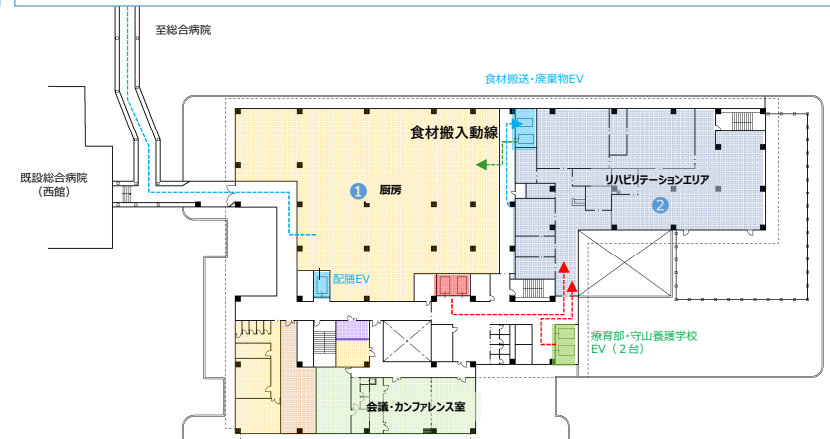 至総合病院
食材搬送・廃棄物EV
食材搬入動線
既設総合病院
(西館)
1 厨房
リハビリテーションエリア
2
配膳EV
療育部・守山養護学校
EV(2台)
会議・カンファレンス室